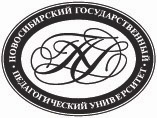 НОВОСИБИРСКИЙ ГОСУДАРСТВЕННЫЙ
ПЕДАГОГИЧЕСКИЙ УНИВЕРСИТЕТ